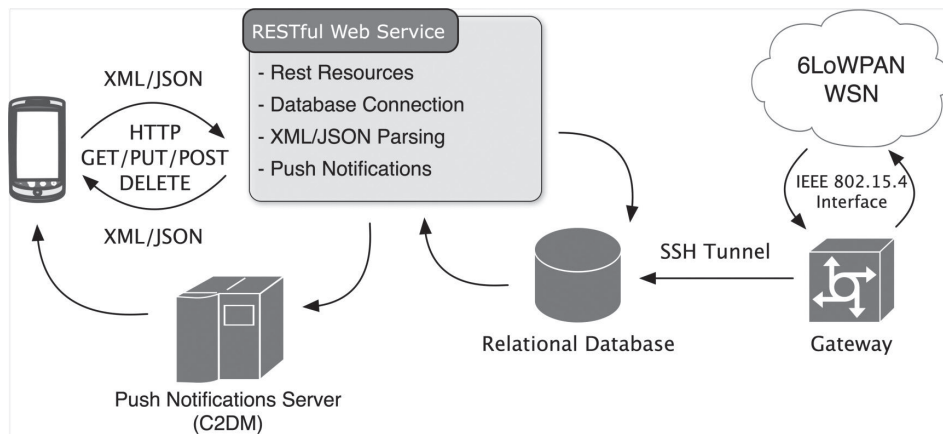 RESTful Web Service
- Rest Resources
- Database Connection
- XML/JSON Parsing
- Push Notifications
XML/JSON
HTTP
GET/PUT/POST
DELETE
XML/JSON
6LoWPAN
WSN
IEEE 802.15.4
Interface
SSH Tunnel
Relational Database
Gateway
Push Notifications Server
(C2DM)